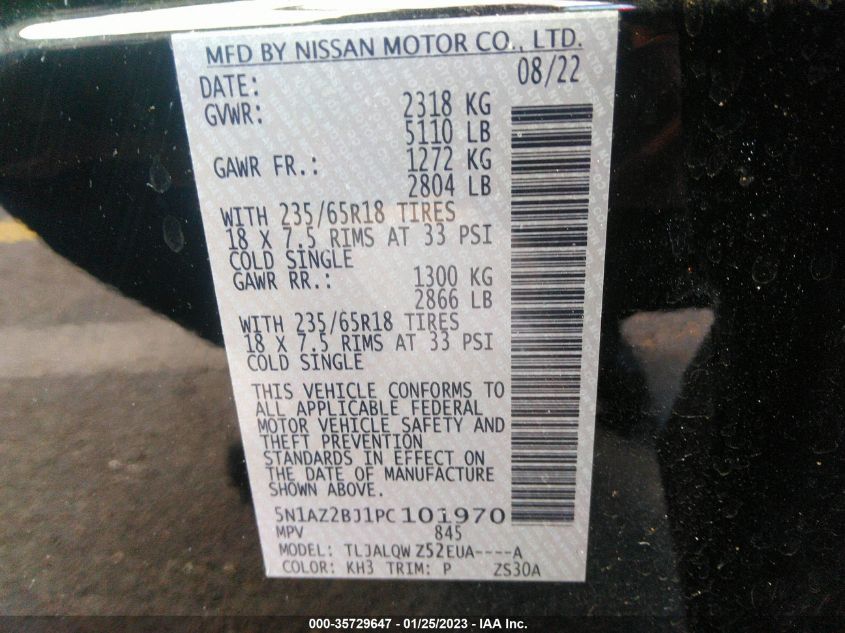 MFD BY NISSAN MOTOR CO., LTD.
DATE: 08/22
GVWR: 2318 KG
5110 LB
GAWR FR.: 1272 KG
2804 LB
WITH 235/65R18 TIRES
18 X 7.5 RIMS AT 33 PSI
COLD SINGLE
GAWR RR.: 1300 KG
2866 LB
WITH 235/65R18 TIRES
18 X 7.5 RIMS AT 33 PSI
COLD SINGLE
THIS VEHICLE CONFORMS TO
ALL APPLICABLE FEDERAL
MOTOR VEHICLE SAFETY AND
THEFT PREVENTION
STANDARDS IN EFFECT ON
THE DATE OF MANUFACTURE
SHOWN ABOVE.
5N1AZ2BJ1PC101970
MPV 845
MODEL: TLJALQW Z52EUA----A
COLOR: KH3 TRIM: P ZS30A
000-35729647 - 01/25/2023 - IAA Inc.